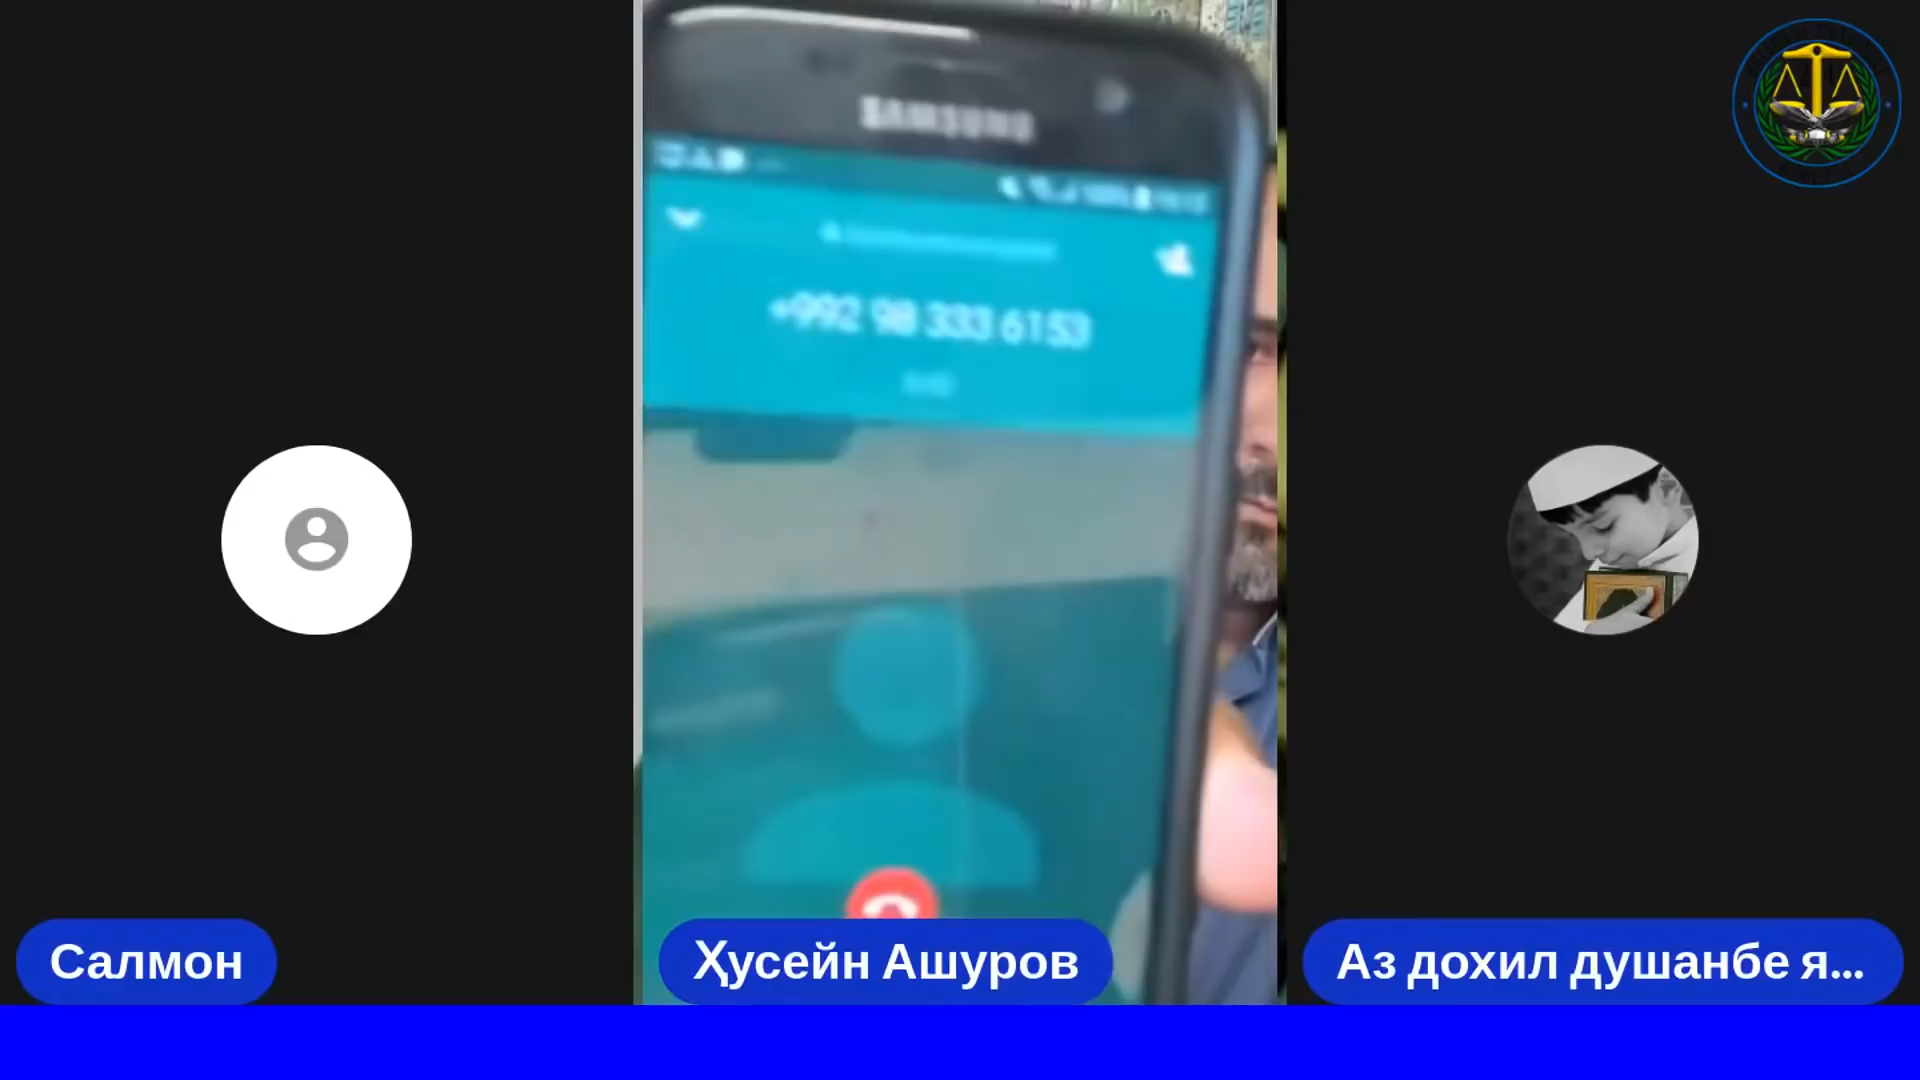 SAMSUNG
+992 98 333 6153
Салмон
Ҳусейн Ашуров
Аз дохил душанбе я...